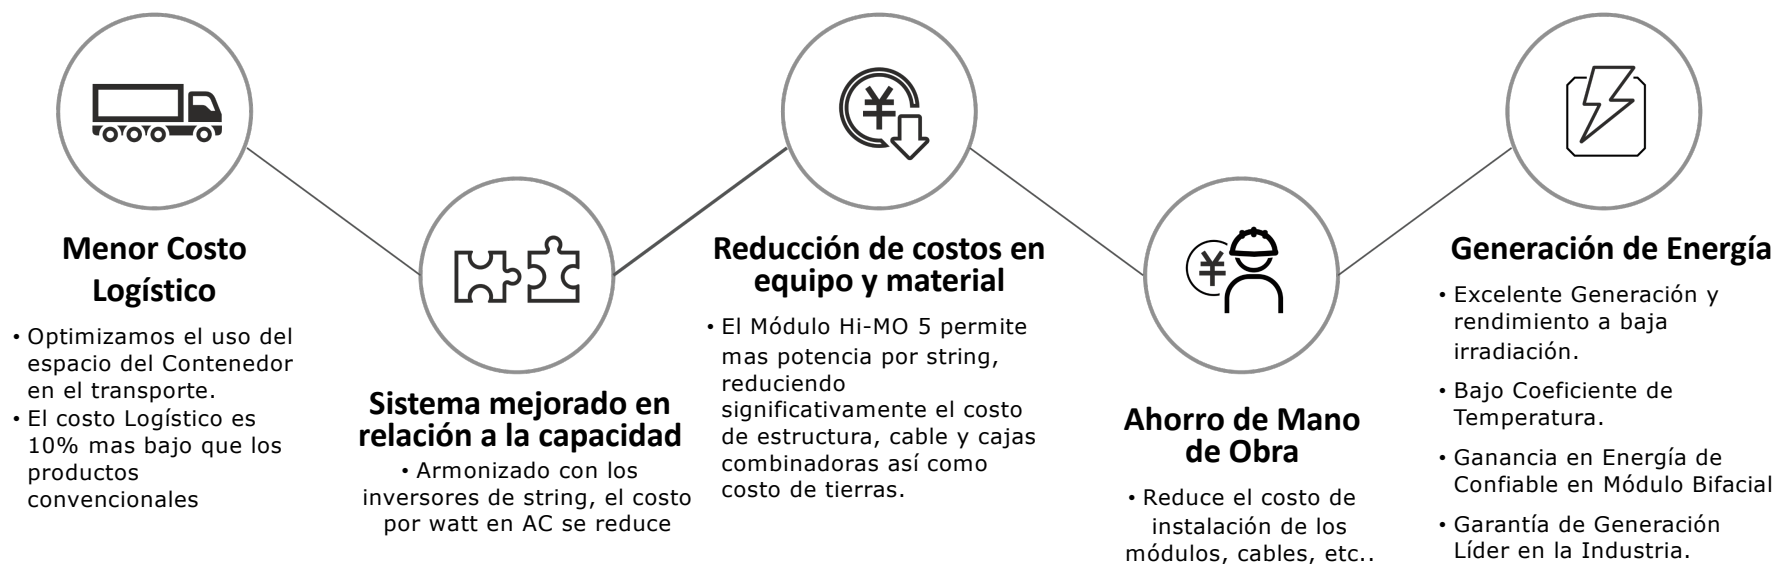 Menor Costo
Logístico
• Optimizamos el uso del
espacio del Contenedor
en el transporte.
• El costo Logístico es
10% mas bajo que los
productos
convencionales
Sistema mejorado en
relación a la capacidad
• Armonizado con los
inversores de string, el costo
por watt en AC se reduce
¥
Reducción de costos en
equipo y material
• El Módulo Hi-MO 5 permite
mas potencia por string,
reduciendo
significativamente el costo
de estructura, cable y cajas
combinadoras así como
costo de tierras.
¥
Ahorro de Mano
de Obra
• Reduce el costo de
instalación de los
módulos, cables, etc..
Generación de Energía
• Excelente Generación y
rendimiento a baja
irradiación.
• Bajo Coeficiente de
Temperatura.
• Ganancia en Energía de
Confiable en Módulo Bifacial
• Garantía de Generación
Líder en la Industria.